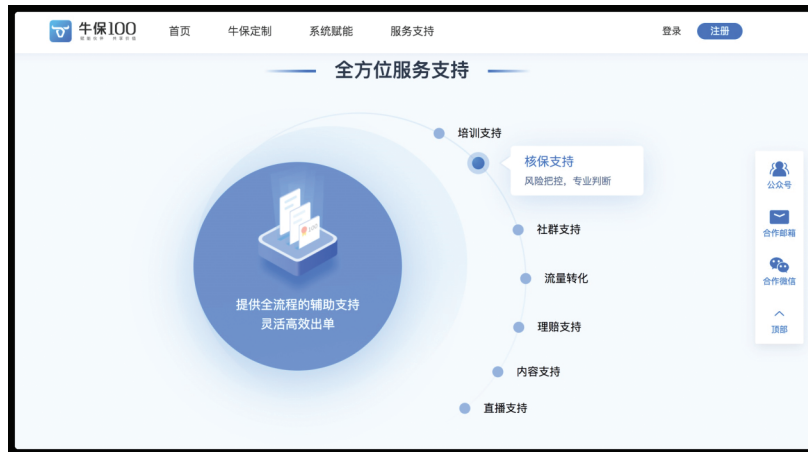 牛保100
首页
牛保定制
系统赋能
服务支持
登录
注册
全方位服务支持
培训支持
核保支持
风险把控，专业判断
社群支持
流量转化
理赔支持
内容支持
直播支持
100
提供全流程的辅助支持
灵活高效出单
公众号
合作邮箱
合作微信
顶部